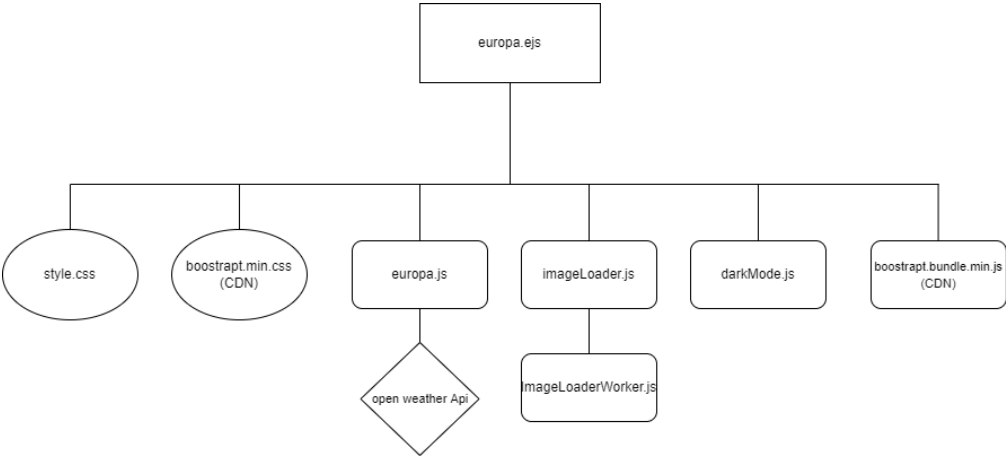 europa.ejs
style.css
boostrapt.min.css
(CDN)
europa.js
imageLoader.js
darkMode.js
boostrapt.bundle.min.js
(CDN)
open weather Api
ImageLoaderWorker.js